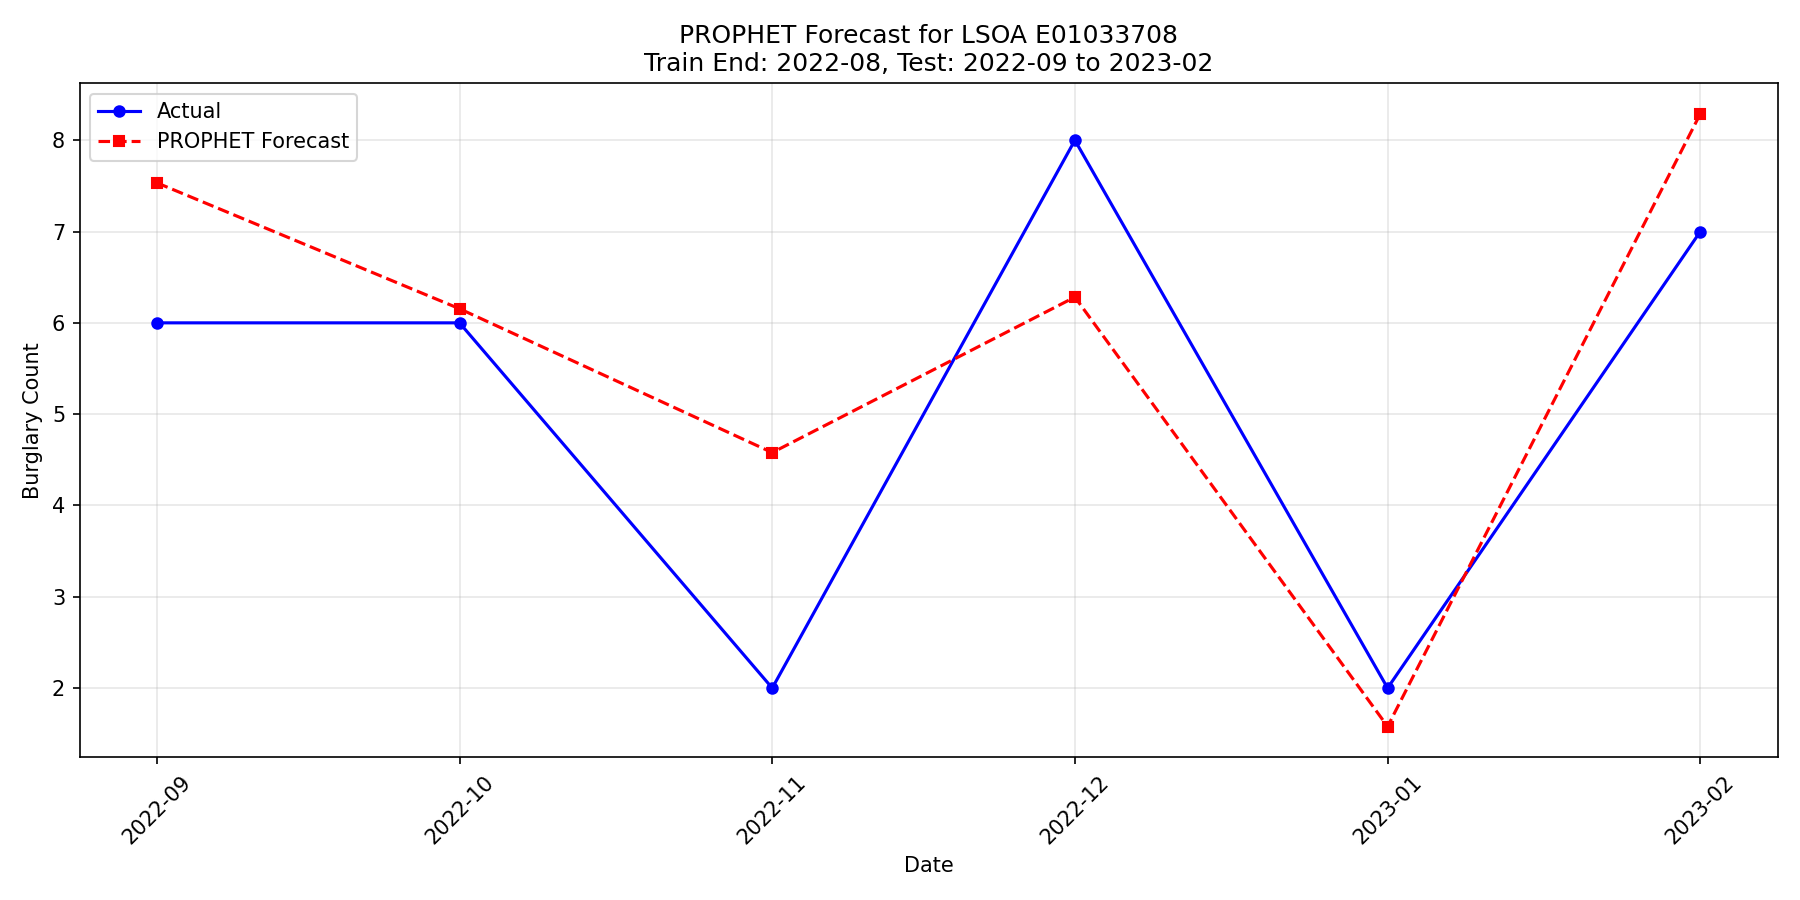 PROPHET Forecast for LSOA E01033708
Train End: 2022-08, Test: 2022-09 to 2023-02
Actual
PROPHET Forecast
Burglary Count
8
7
6
5
4
3
2
2022-09
2022-10
2022-11
2022-12
2023-01
2023-02
Date